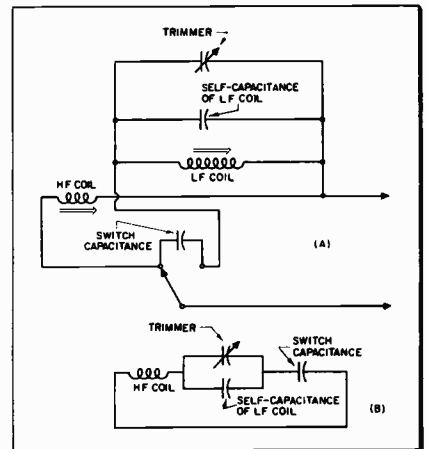 TRIMMER
SELF-CAPACITANCE
OF LF COIL
LF COIL
HF COIL
SWITCH
CAPACITANCE
(A)
TRIMMER
SWITCH
CAPACITANCE
HF COIL
SELF-CAPACITANCE
OF LF COIL
(B)